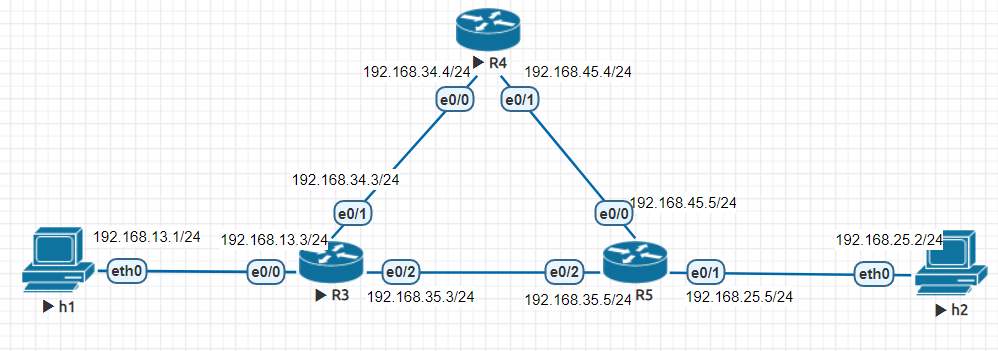 R4
192.168.34.4/24
192.168.45.4/24
e0/0
e0/1
192.168.34.3/24
e0/1
e0/0
192.168.45.5/24
192.168.13.1/24
192.168.13.3/24
192.168.25.2/24
eth0
e0/0
e0/2
e0/2
e0/1
eth0
h1
R3
192.168.35.3/24
192.168.35.5/24
R5
192.168.25.5/24
h2